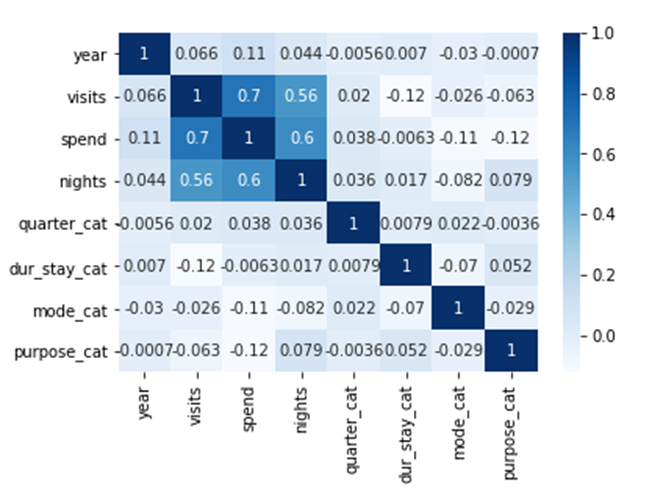 year 1 0.066 0.11 0.044 -0.0056 0.007 -0.03 -0.0007
visits 0.066 1 0.7 0.56 0.02 -0.12 -0.026 -0.063
spend 0.11 0.7 1 0.6 0.038 -0.0063 -0.11 -0.12
nights 0.044 0.56 0.6 1 0.036 0.017 -0.082 0.079
quarter_cat -0.0056 0.02 0.038 0.036 1 0.0079 0.022 -0.0036
dur_stay_cat 0.007 -0.12 -0.0063 0.017 0.0079 1 -0.07 0.052
mode_cat -0.03 -0.026 -0.11 -0.082 0.022 -0.07 1 -0.029
purpose_cat -0.0007 -0.063 -0.12 0.079 -0.0036 0.052 -0.029 1
year visits spend nights quarter_cat dur_stay_cat mode_cat purpose_cat
1.0
0.8
0.6
0.4
0.2
0.0